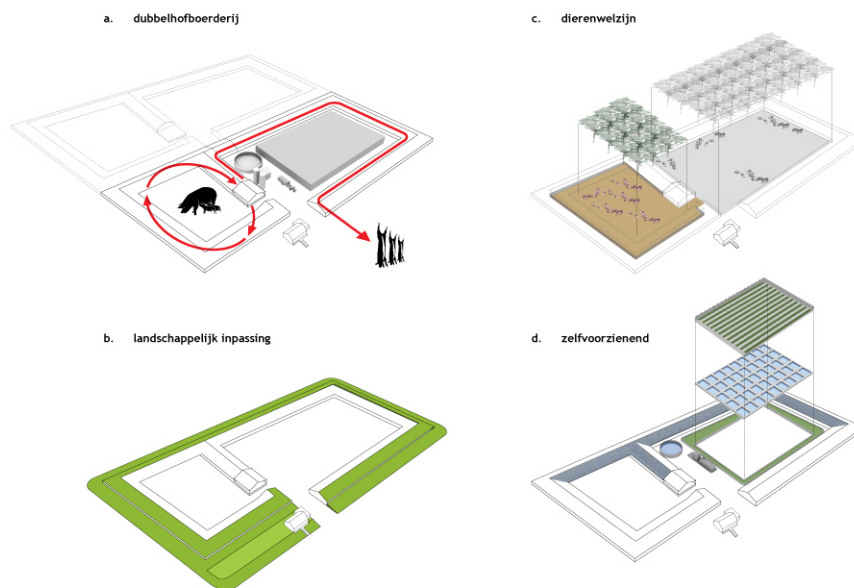 a. dubbelhofboerderij
c. dierenwelzijn
b. landschappelijk inpassing
d. zelfvoorzienend